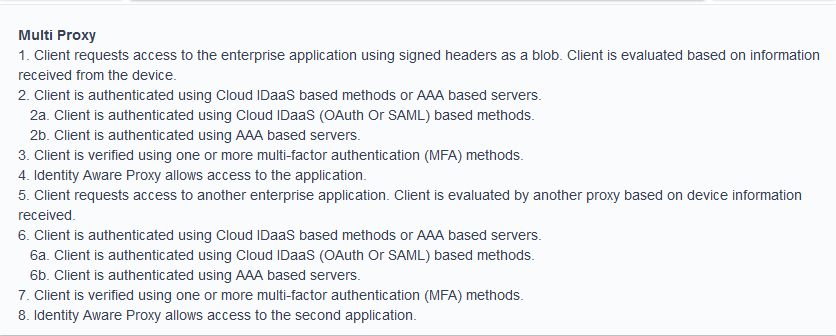 Multi Proxy
1. Client requests access to the enterprise application using signed headers as a blob. Client is evaluated based on information
received from the device.
2. Client is authenticated using Cloud IDaaS based methods or AAA based servers.
2a. Client is authenticated using Cloud IDaaS (OAuth Or SAML) based methods.
2b. Client is authenticated using AAA based servers.
3. Client is verified using one or more multi-factor authentication (MFA) methods.
4. Identity Aware Proxy allows access to the application.
5. Client requests access to another enterprise application. Client is evaluated by another proxy based on device information
received.
6. Client is authenticated using Cloud IDaaS based methods or AAA based servers.
6a. Client is authenticated using Cloud IDaaS (OAuth Or SAML) based methods.
6b. Client is authenticated using AAA based servers.
7. Client is verified using one or more multi-factor authentication (MFA) methods.
8. Identity Aware Proxy allows access to the second application.